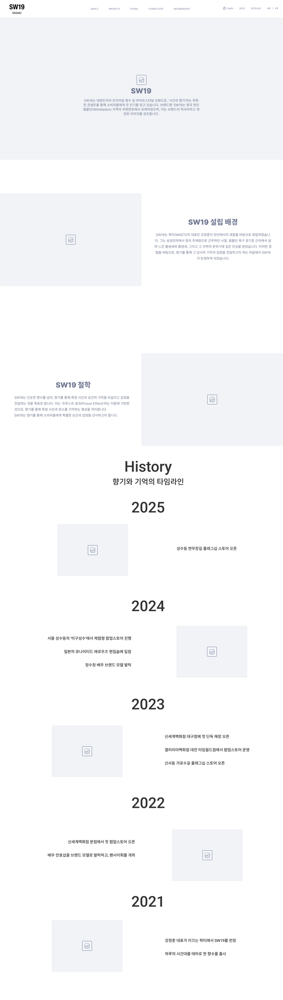 SW19
FRAGRANCE
ABOUT
PRODUCT
STORE
COMMUNITY
MEMBERSHIP
Login
JOIN
MYPAGE
KR | EN
SW19
SW19는 대한민국의 프리미엄 향수 및 라이프스타일 브랜드로, '시간의 향기'라는 독특
한 콘셉트를 통해 소비자들에게 큰 인기를 얻고 있습니다. 브랜드명 'SW19는 영국 런던
윔블던(Wimbledon) 지역의 우편번호에서 유래하였으며, 이는 브랜드의 럭셔리하고 세
련된 이미지를 강조합니다.
SW19 설립 배경
SW19는 왁티(WAGTI)의 대표인 강정훈이 런던에서의 경험을 바탕으로 창립하였습니
다. 그는 삼성전자에서 영국 주재원으로 근무하던 시절, 윔블던 축구 경기장 근처에서 살
며 느낀 풀냄새와 흙냄새, 그리고 그 지역의 분위기에 깊은 인상을 받았습니다. 이러한 경
험을 바탕으로, 향기를 통해 그 당시의 기억과 감정을 전달하고자 하는 마음에서 SW19
가 탄생하게 되었습니다.
SW19 철학
SW19는 단순한 향수를 넘어, 향기를 통해 특정 시간과 공간의 기억을 되살리고 감정을
전달하는 것을 목표로 합니다. 이는 '프루스트 효과(Proust Effect)'라는 이론에 기반한
것으로, 향기를 통해 특정 시간과 장소를 기억하는 형상을 의미합니다.
SW19는 향기를 통해 소비자들에게 특별한 순간과 감정을 선사하고자 합니다.
History
향기와 기억의 타임라인
2025
성수동 연무장길 플래그십 스토어 오픈
2024
서울 성수동의 '이구성수'에서 체험형 팝업스토어 진행
일본의 유나이티드 애로우즈 편집숍에 입점
정수정 배우 브랜드 모델 발탁
2023
신세계백화점 대구점에 첫 단독 매장 오픈
갤러리아백화점 대전 타임월드점에서 팝업스토어 운영
신사동 가로수길 플래그십 스토어 오픈
2022
신세계백화점 본점에서 첫 팝업스토어 오픈
배우 안효섭을 브랜드 모델로 발탁하고, 팬사이회를 개최
2021
강정훈 대표가 이끄는 왁티에서 SW19를 런칭
하루의 시간대를 테마로 한 향수를 출시